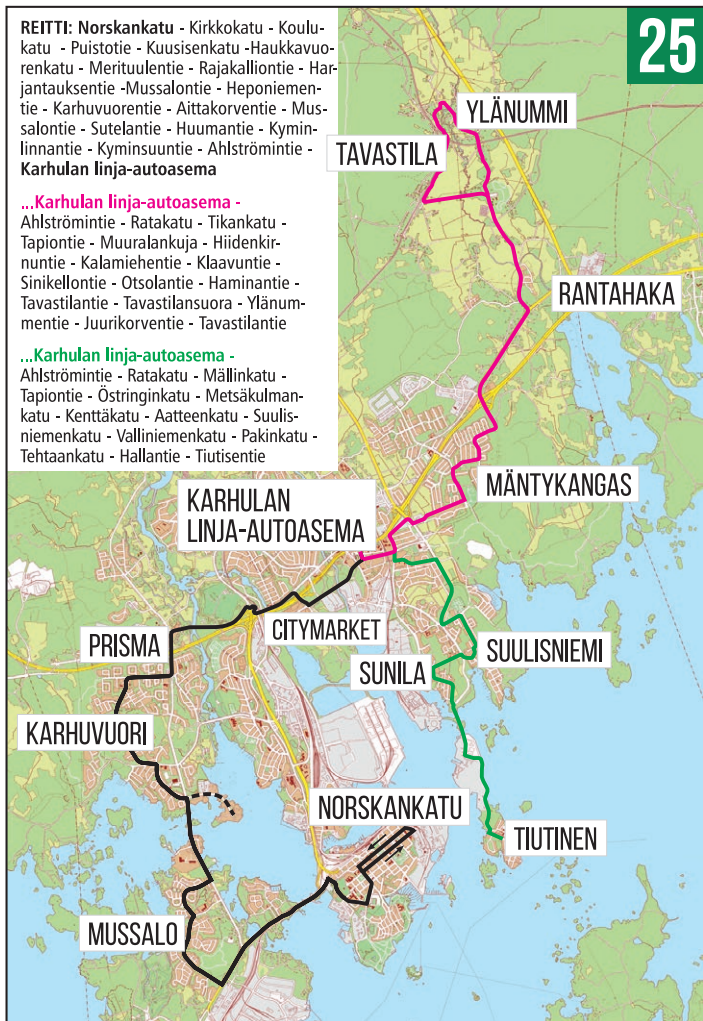 REITTI: Norskankatu - Kirkkokatu - Koulu-
katu - Puistotie - Kuusisenkatu -Haukkavuo-
renkatu - Merituulentie - Rajakalliontie - Har-
jantauksentie -Mussalontie - Heponiemen-
tie - Karhuvuorentie - Aittakorventie - Mus-
salontie - Sutelantie - Huumantie - Kymin-
linnantie - Kyminsuuntie - Ahlströmintie -
Karhulan linja-autoasema
...Karhulan linja-autoasema -
Ahlströmintie - Ratakatu - Tikankatu -
Tapiontie - Muuralankuja - Hiidenkir-
nuntie - Kalamiehentie - Klaavuntie -
Sinikellontie - Otsolantie - Haminantie -
Tavastilantie - Tavastilansuora - Ylänum-
mentie - Juurikorventie - Tavastilantie
...Karhulan linja-autoasema -
Ahlströmintie - Ratakatu - Mällinkatu -
Tapiontie - Östringinkatu - Metsäkulman-
katu - Kenttäkatu - Aatteenkatu - Suulis-
niemenkatu - Valliniemenkatu - Pakinkatu -
Tehtaankatu - Hallantie - Tiutisentie
25
YLÄNUMMI
TAVASTILA
RANTAHAKA
MÄNTYKANGAS
KARHULAN
LINJA-AUTOASEMA
CITYMARKET
PRISMA
SUULISNIEMI
SUNILA
KARHUVUORI
NORSKANKATU
TIUTINEN
MUSSALO